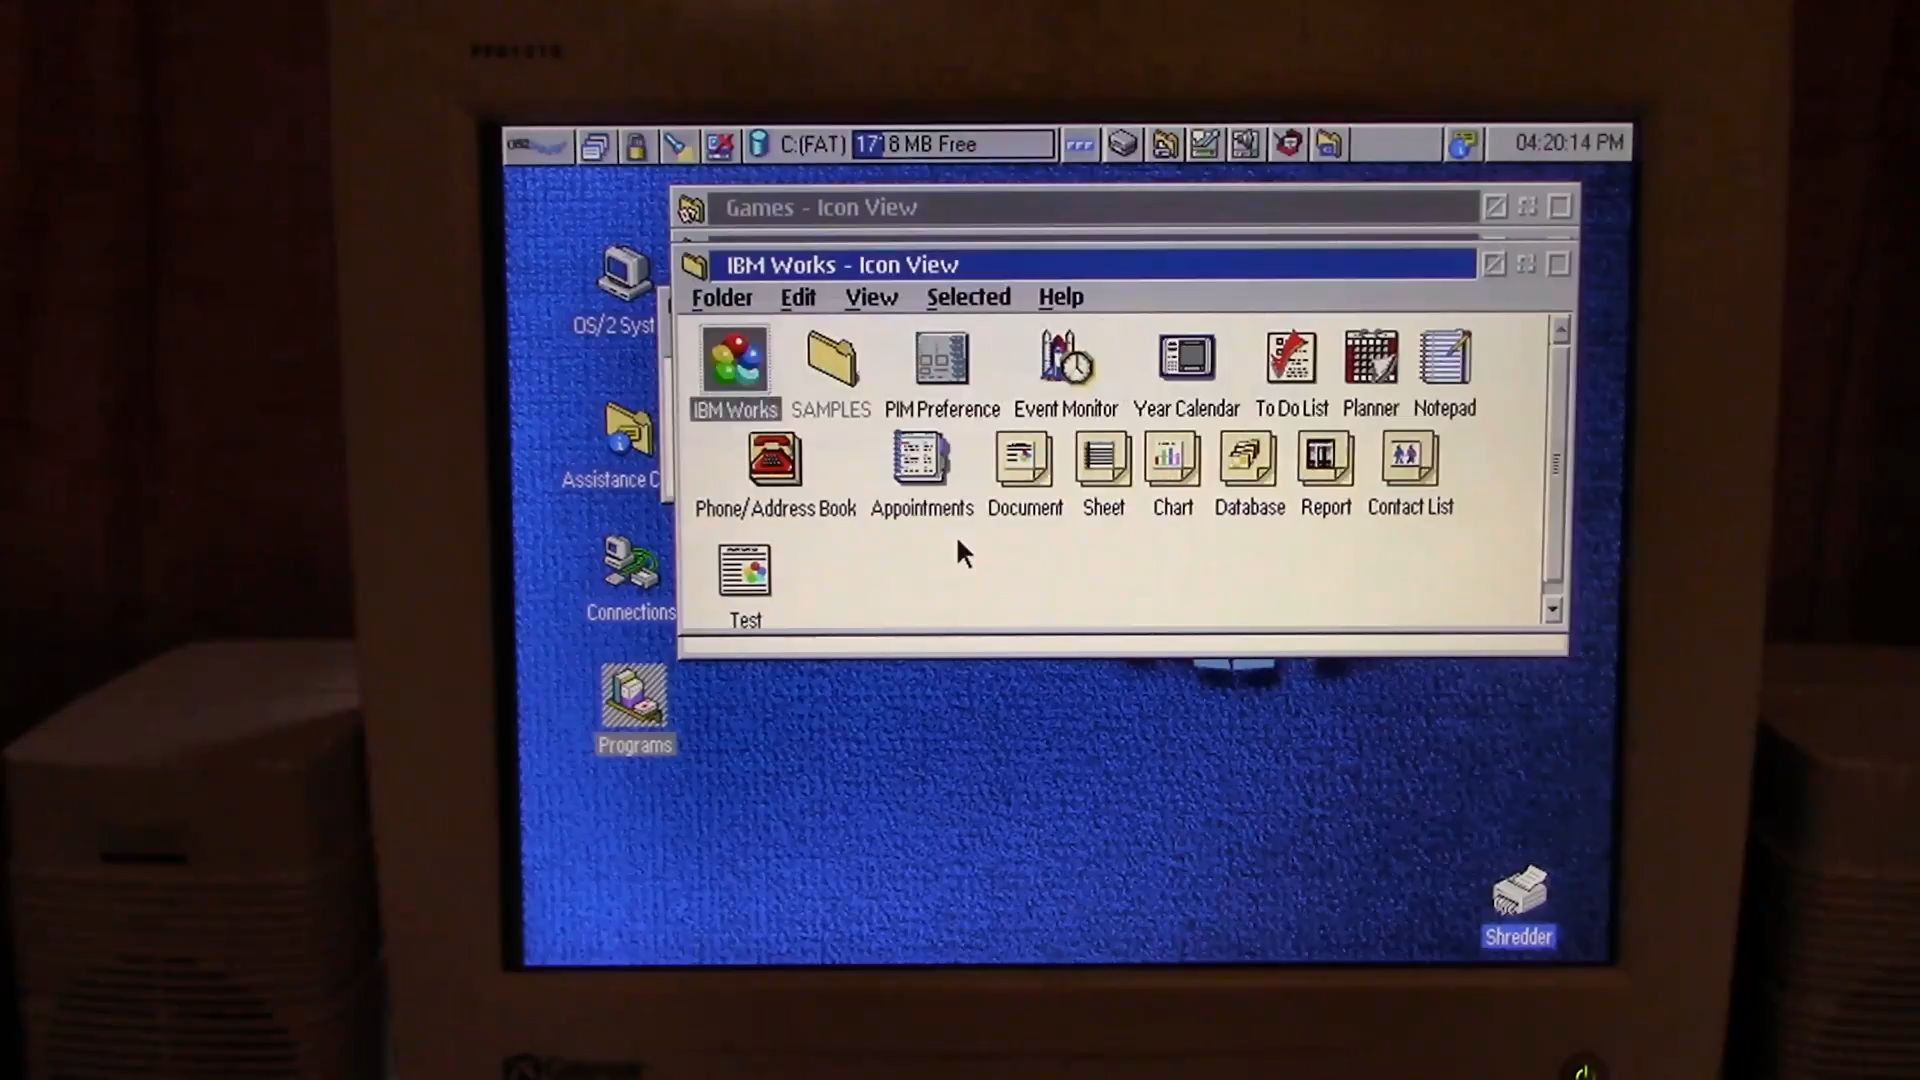 C:(FAT) 1718 MB Free
04:20:14 PM
Games - Icon View
IBM Works - Icon View
Folder Edit View Selected Help
IBM Works SAMPLES PIM Preference Event Monitor Year Calendar To Do List Planner Notepad
Phone/Address Book Appointments Document Sheet Chart Database Report Contact List
Test
OS/2 Syst
Assistance C
Connections
Programs
Shredder